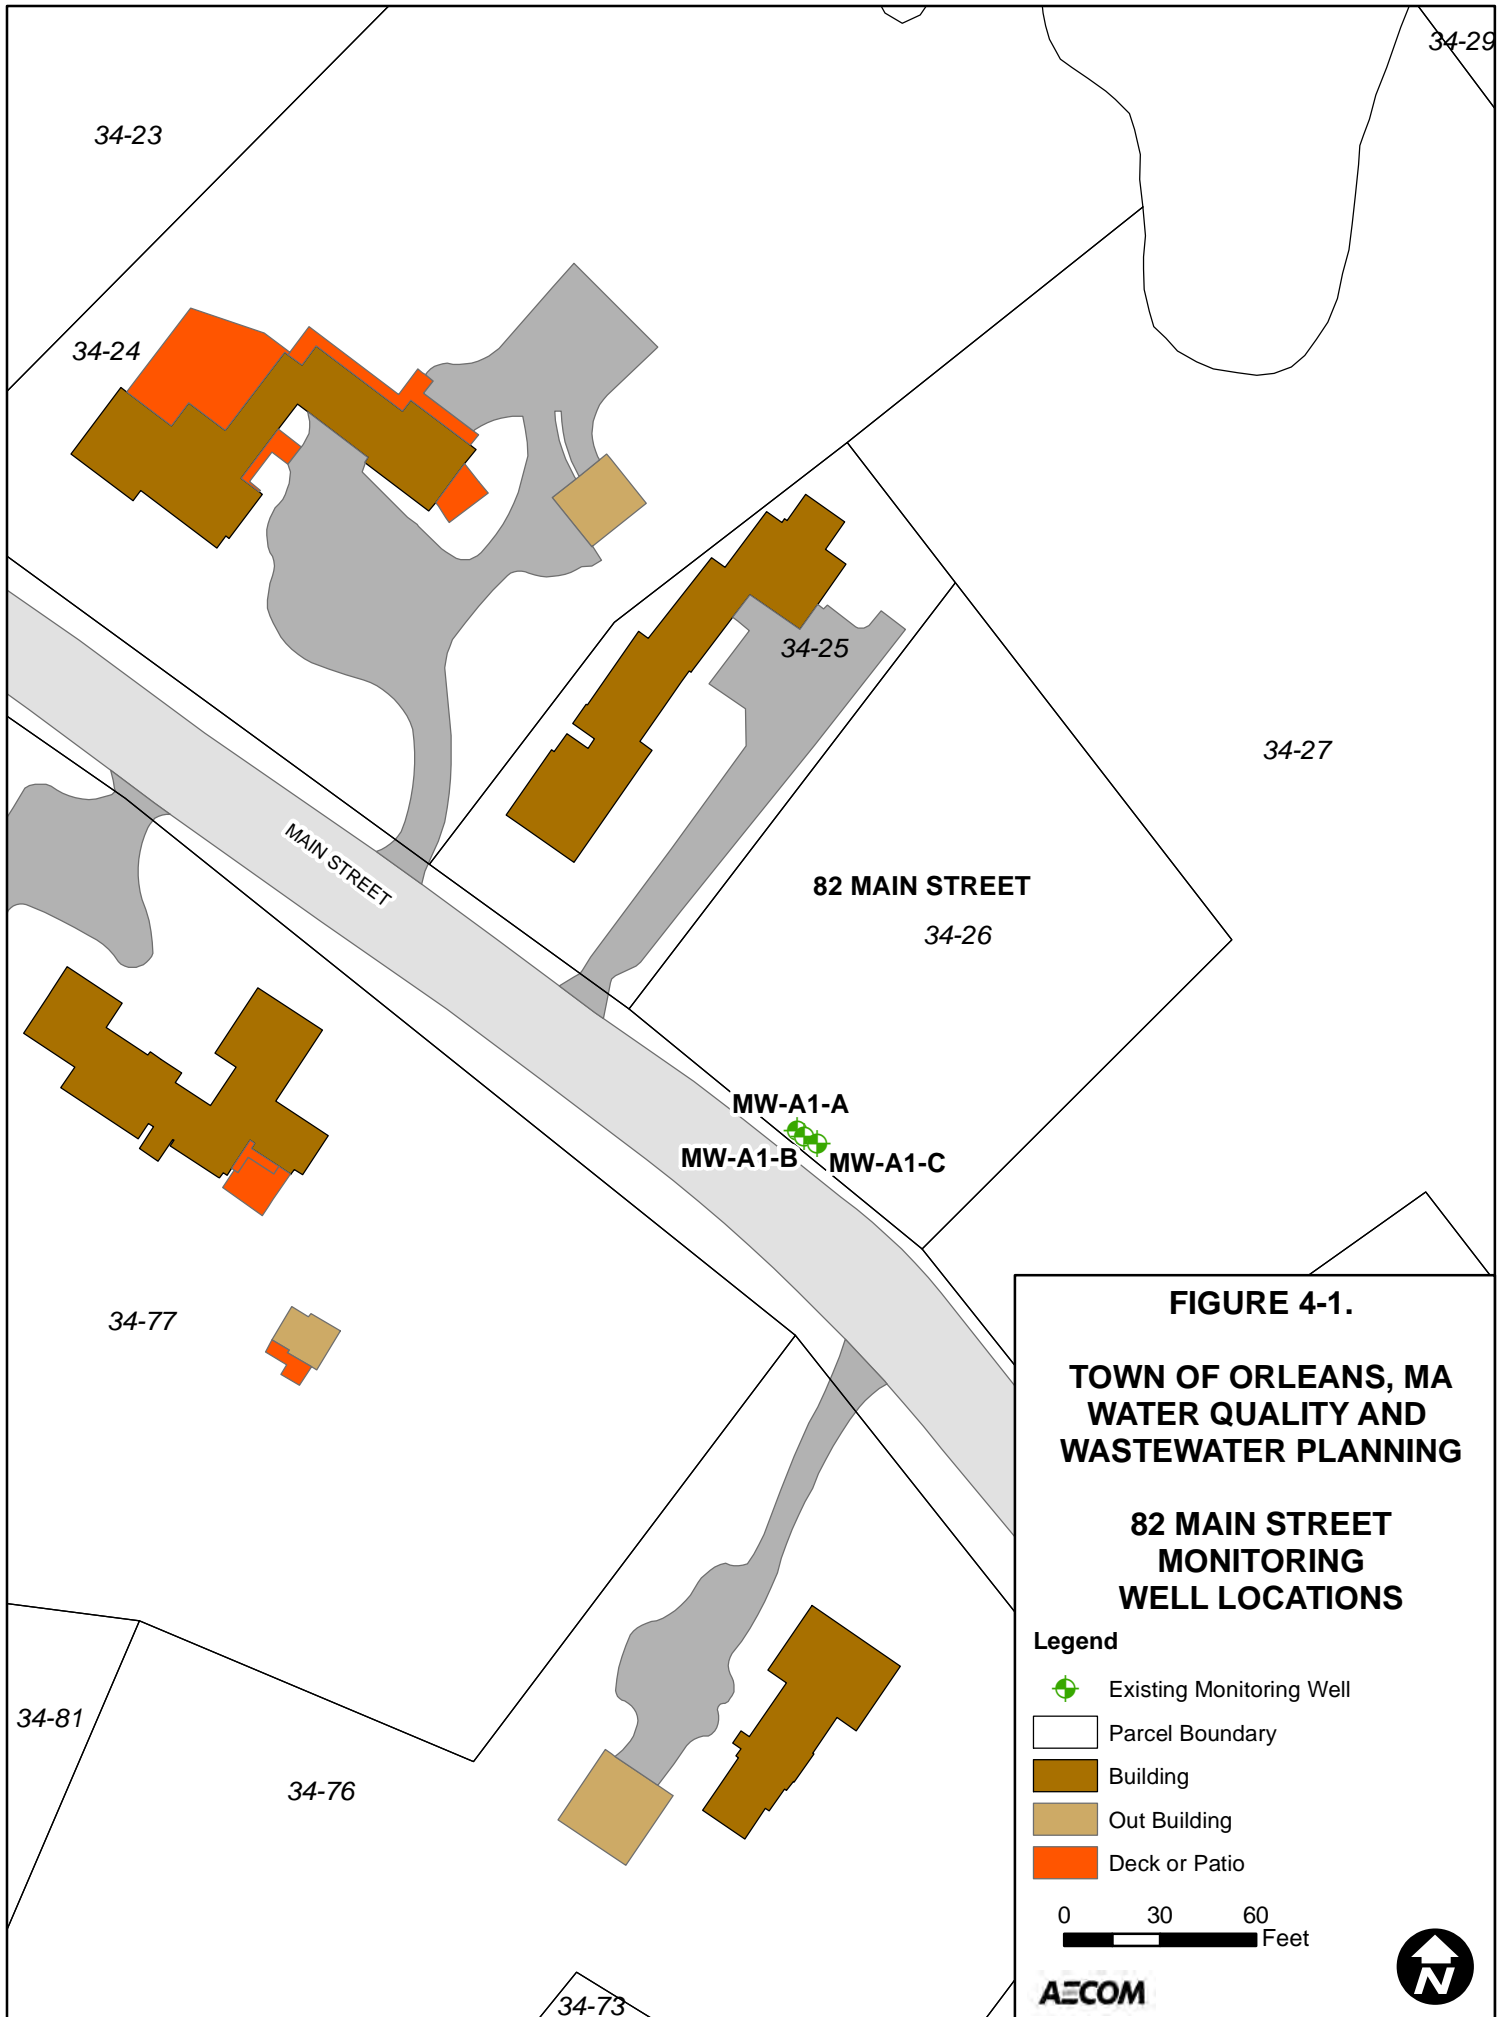 34-29
34-23
34-24
34-25
34-27
MAIN STREET
82 MAIN STREET
34-26
MW-A1-A
MW-A1-B
MW-A1-C
34-77
34-81
34-76
34-73
FIGURE 4-1.
TOWN OF ORLEANS, MA
WATER QUALITY AND
WASTEWATER PLANNING
82 MAIN STREET
MONITORING
WELL LOCATIONS
Legend
Existing Monitoring Well
Parcel Boundary
Building
Out Building
Deck or Patio
0 30 60
Feet
AECOM
N